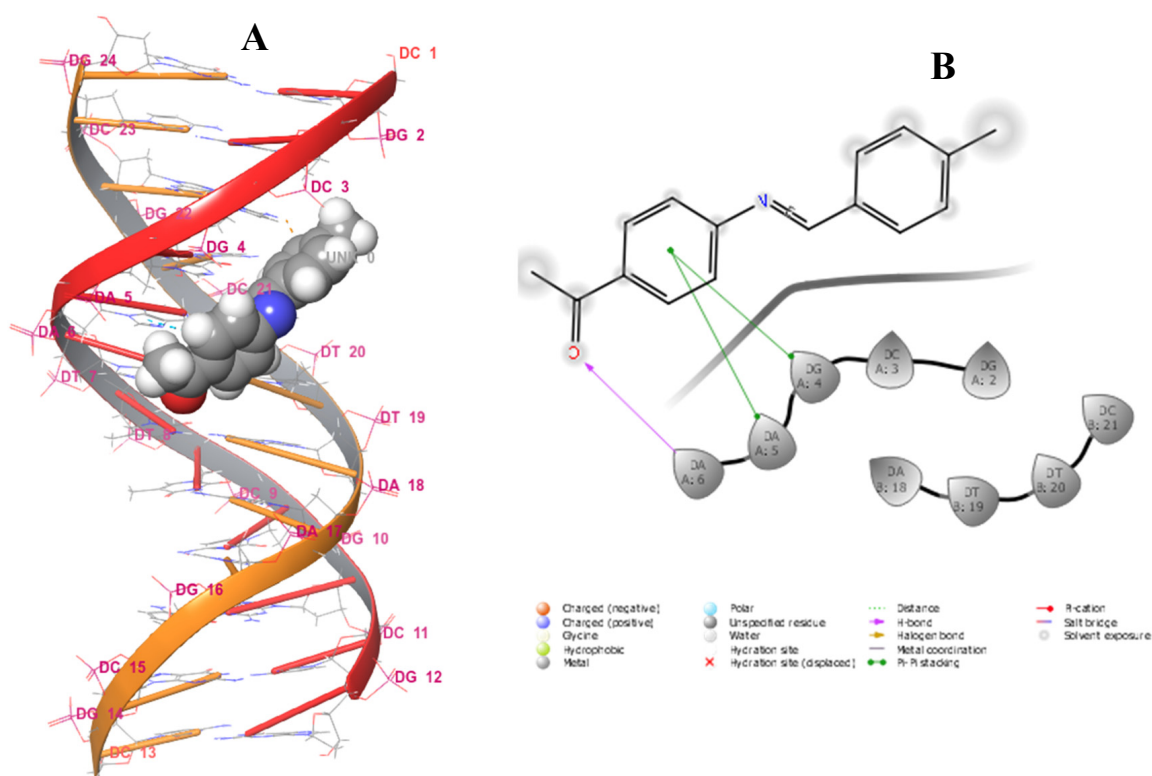 A
DG 24
DC 1
DC 23
DG 2
DC 3
DG 22
DG 4
UNK 0
DC 21
DA 5
DA 6
DT 20
DT 7
DT 19
DT 8
DA 18
DC 9
DA 17
DG 10
DG 16
DC 11
DC 15
DG 12
DG 14
DC 13
B
N
E
O
DG
A: 4
DC
A: 3
DG
A: 2
DA
A: 5
DA
A: 6
DC
B: 21
DA
B: 18
DT
B: 19
DT
B: 20
Charged (negative)
Charged (positive)
Glycine
Hydrophobic
Metal
Polar
Unspecified residue
Water
Hydration site
Hydration site (displaced)
Distance
H-bond
Halogen bond
Metal coordination
Pi-Pi stacking
Pi-cation
Salt bridge
Solvent exposure